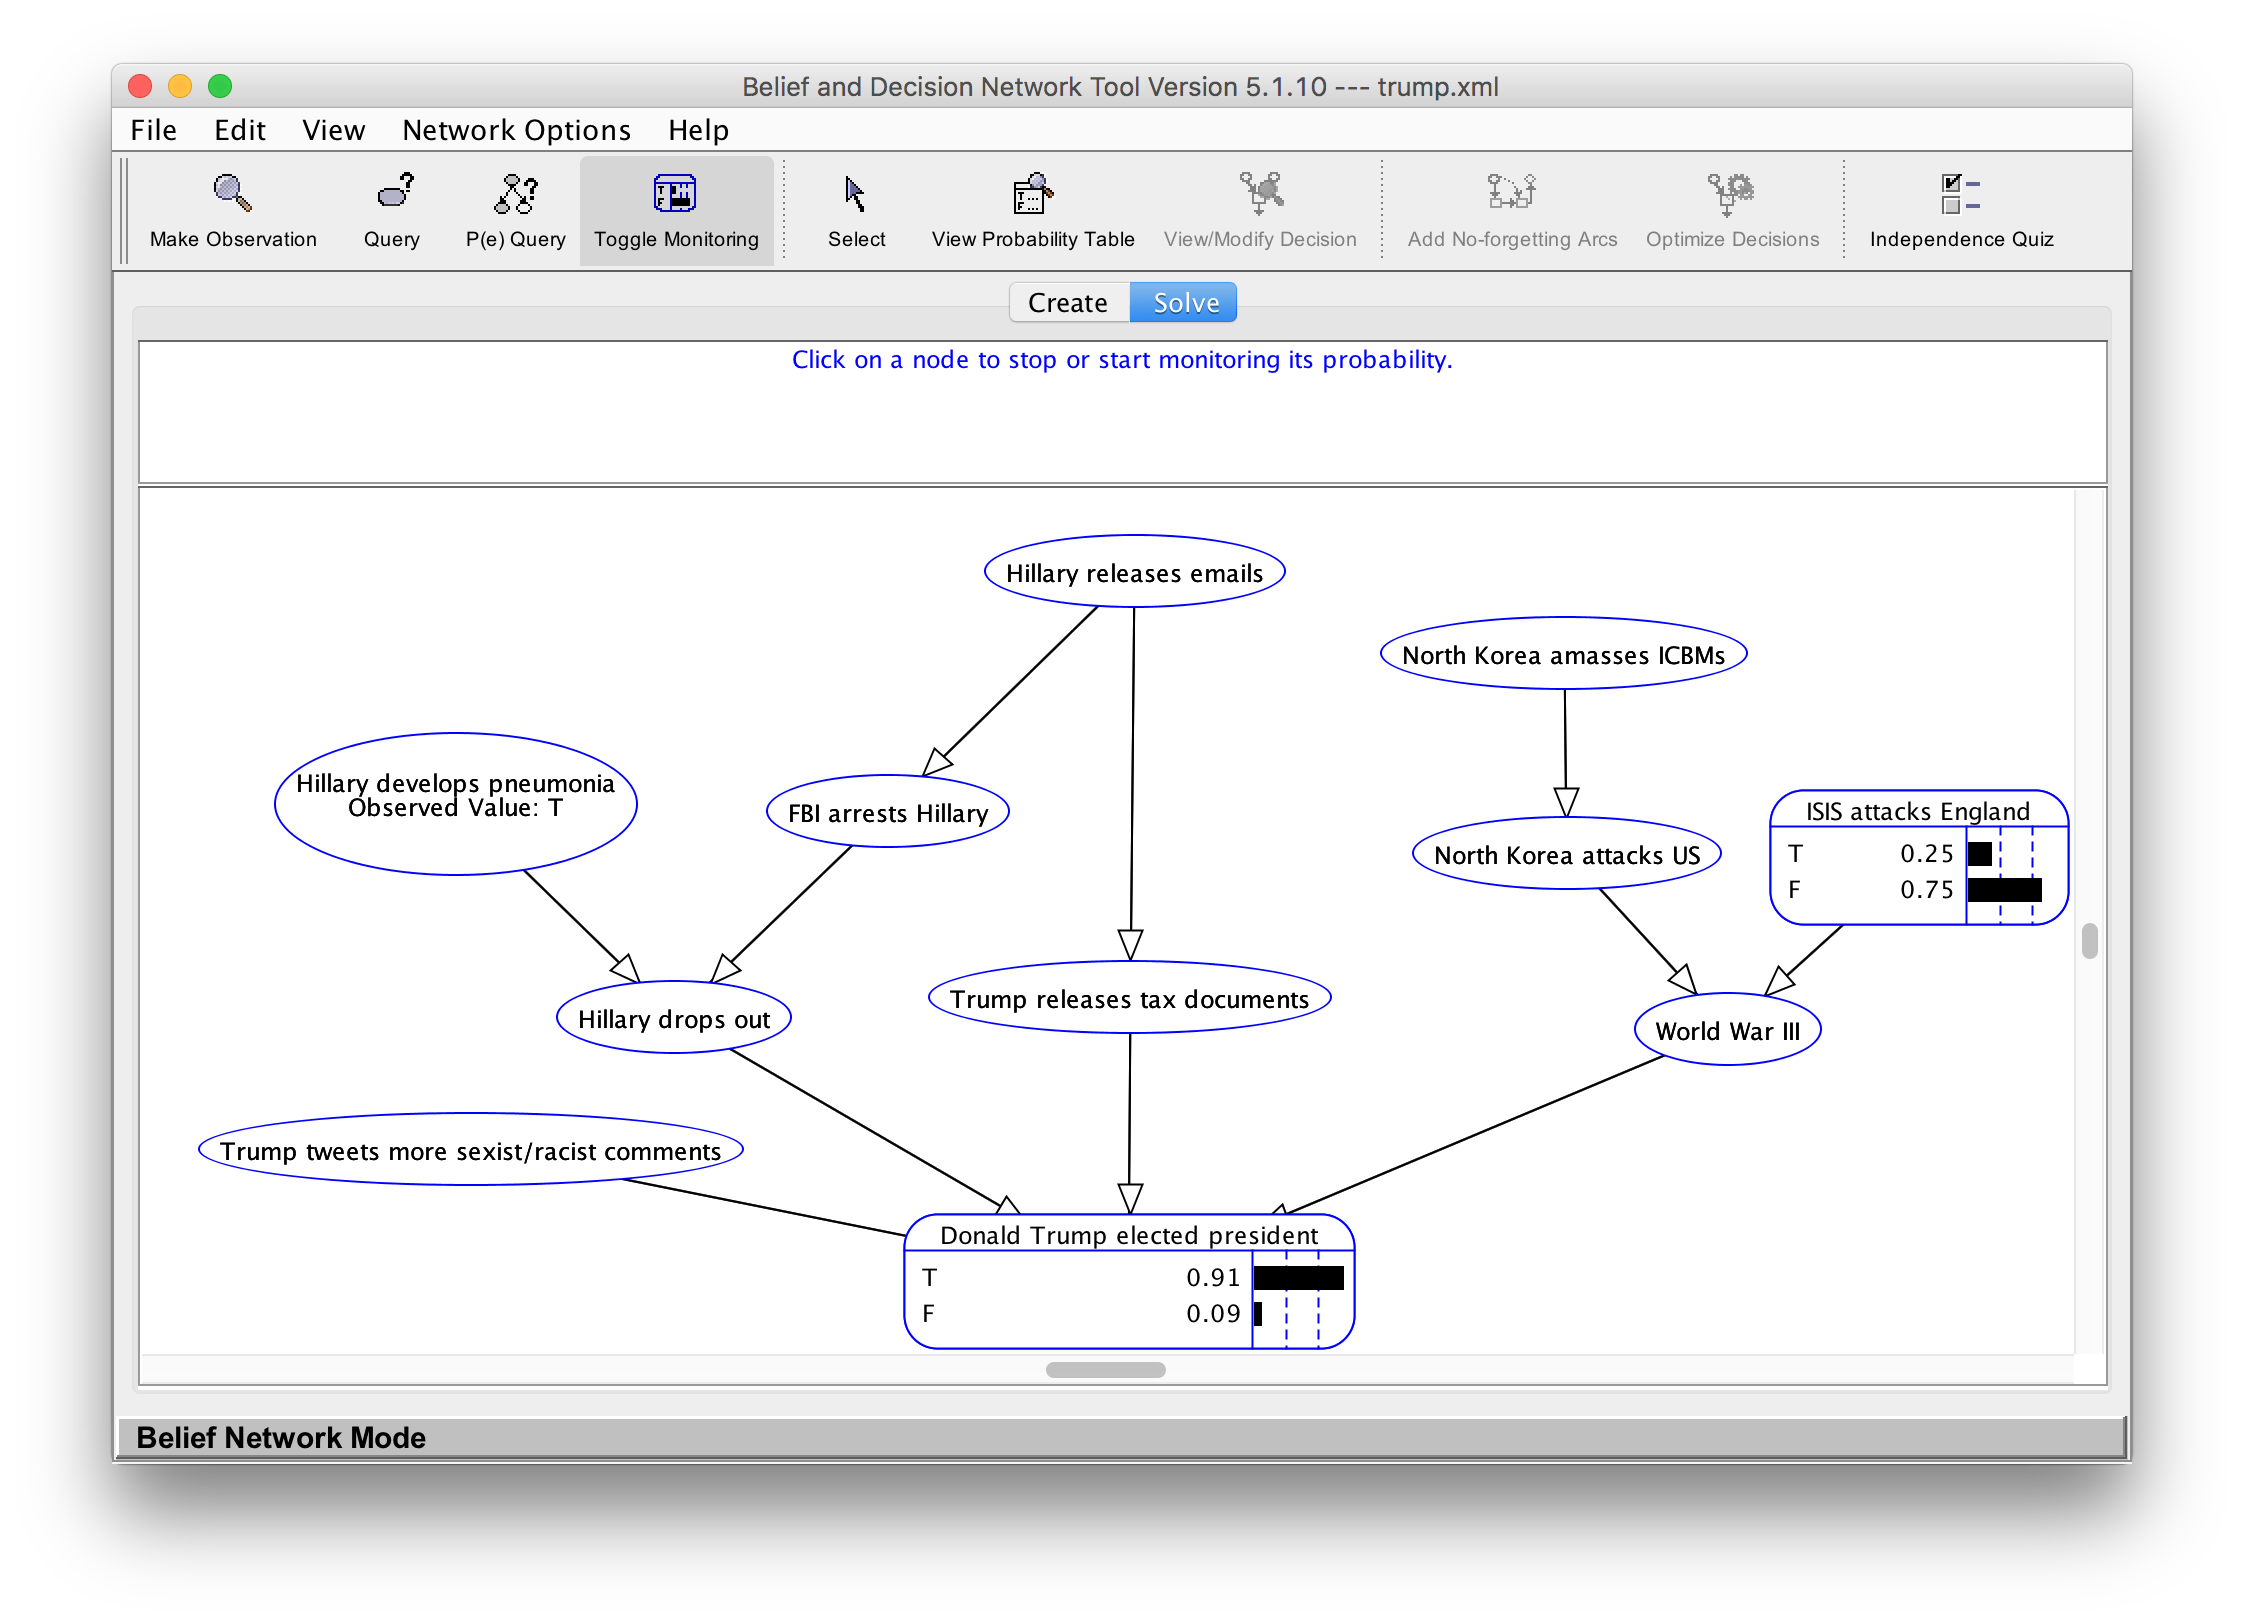 Belief and Decision Network Tool Version 5.1.10 --- trump.xml
File Edit View Network Options Help
Make Observation Query P(e) Query Toggle Monitoring Select View Probability Table View/Modify Decision Add No-forgetting Arcs Optimize Decisions Independence Quiz
Create Solve
Click on a node to stop or start monitoring its probability.
Hillary releases emails
North Korea amasses ICBMs
Hillary develops pneumonia
Observed Value: T
FBI arrests Hillary
North Korea attacks US
ISIS attacks England
T 0.25
F 0.75
Hillary drops out
Trump releases tax documents
World War III
Trump tweets more sexist/racist comments
Donald Trump elected president
T 0.91
F 0.09
Belief Network Mode